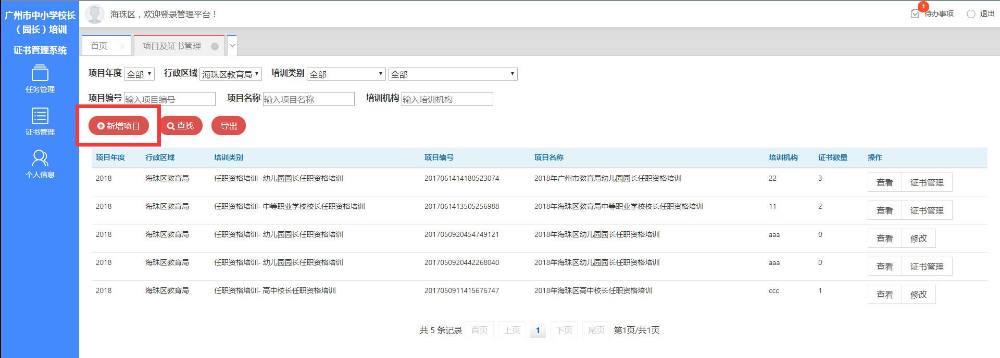 广州市中小学校长
（园长）培训
证书管理系统
任务管理
证书管理
个人信息
海珠区，欢迎登录管理平台！
1
待办事项 退出
首页 项目及证书管理
项目年度 全部 行政区域 海珠区教育局 培训类别 全部 全部
项目编号 输入项目编号 项目名称 输入项目名称 培训机构 输入培训机构
新增项目 查找 导出
项目年度 行政区域 培训类别 项目编号 项目名称 培训机构 证书数量 操作
2018 海珠区教育局 任职资格培训- 幼儿园园长任职资格培训 2017061414180523074 2018年广州市教育局幼儿园园长任职资格培训 22 3 查看 证书管理
2018 海珠区教育局 任职资格培训- 中等职业学校校长任职资格培训 2017061413505256988 2018年海珠区教育局中等职业学校校长任职资格培训 11 2 查看 证书管理
2018 海珠区教育局 任职资格培训- 幼儿园园长任职资格培训 2017050920454749121 2018年海珠区幼儿园园长任职资格培训 aaa 0 查看 修改
2018 海珠区教育局 任职资格培训- 幼儿园园长任职资格培训 2017050920442268040 2018年海珠区幼儿园园长任职资格培训 aaa 0 查看 证书管理
2018 海珠区教育局 任职资格培训- 高中校长任职资格培训 2017050911415676747 2018年海珠区高中校长任职资格培训 ccc 1 查看 修改
共 5 条记录 首页 上页 1 下页 尾页 第1页/共1页